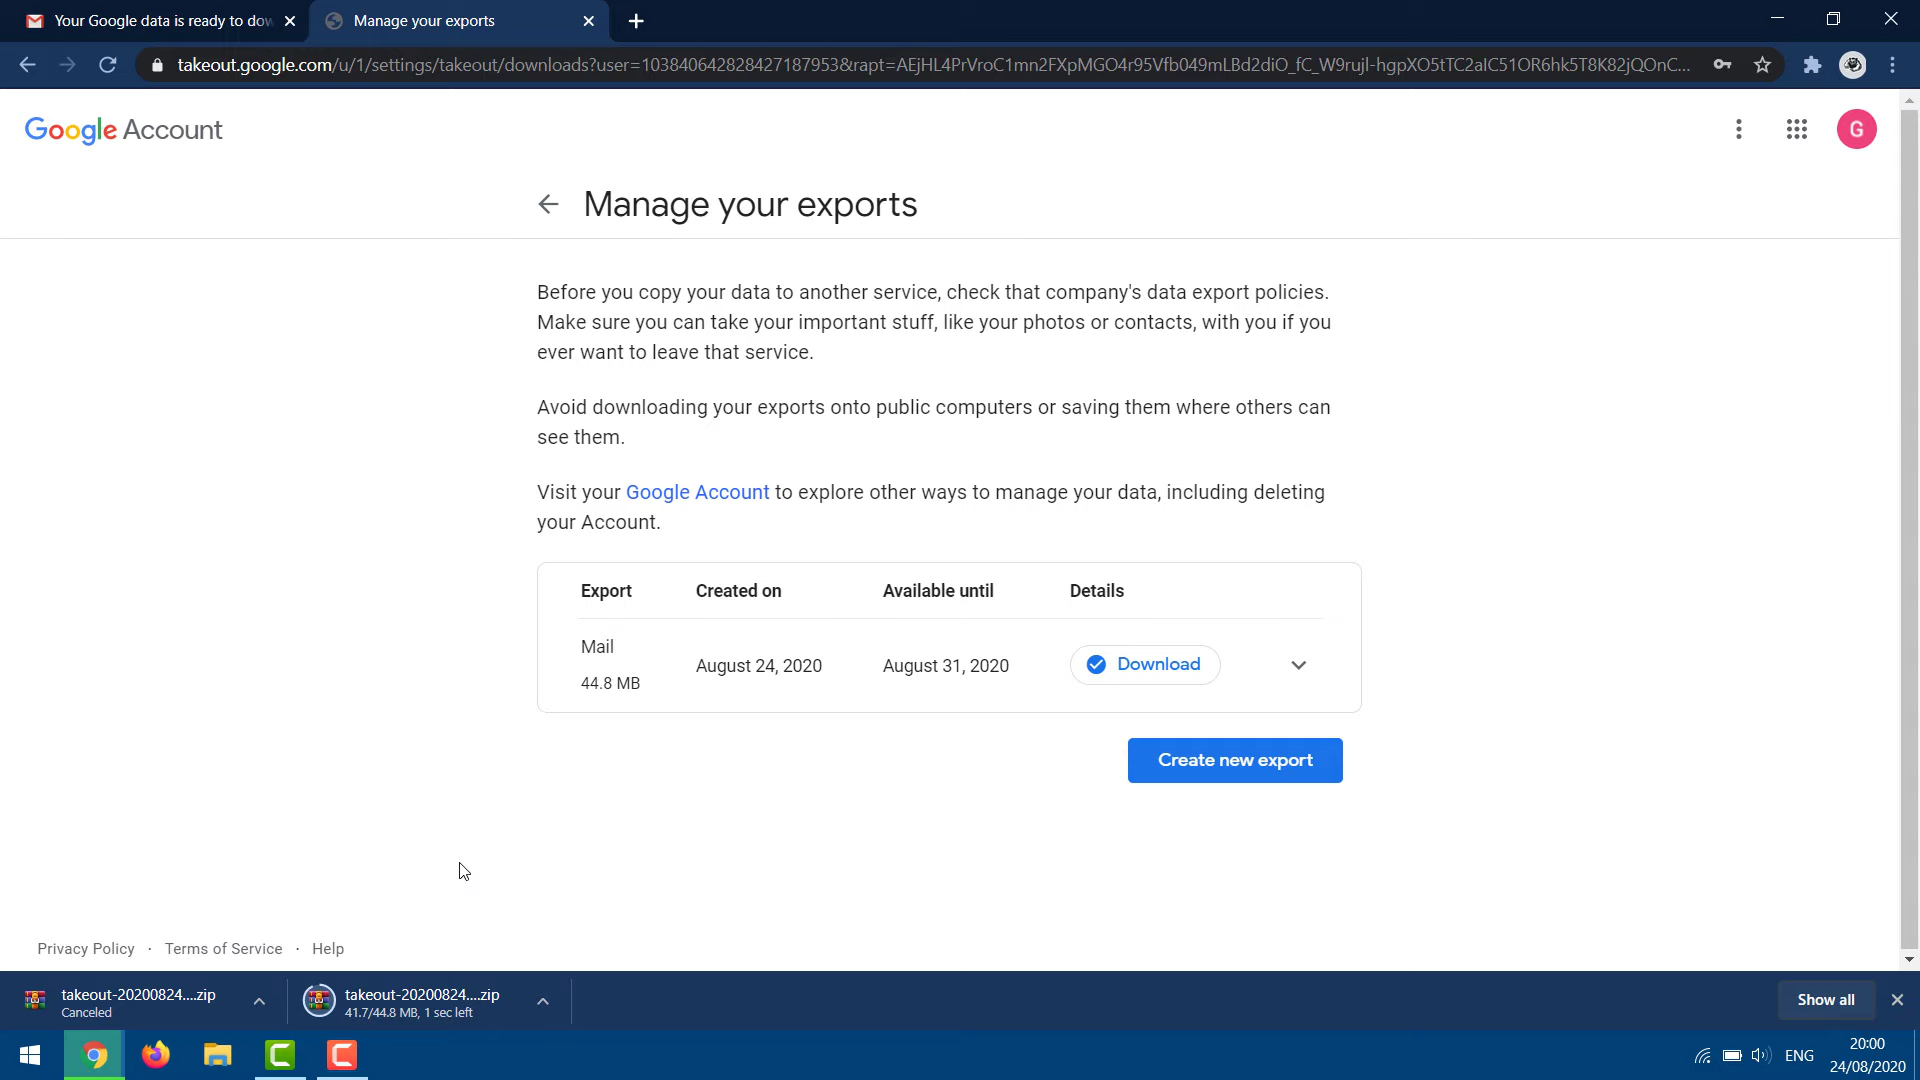 Your Google data is ready to dow
Manage your exports
takeout.google.com/u/1/settings/takeout/downloads?user=103840642828427187953&rapt=AEjHL4PrVroC1mn2FXpMGO4r95Vfb049mLBd2diO_fC_W9rujl-hgpXO5tTC2aIC51OR6hk5T8K82jQOnC...
Google Account
G
Manage your exports
Before you copy your data to another service, check that company's data export policies.
Make sure you can take your important stuff, like your photos or contacts, with you if you
ever want to leave that service.
Avoid downloading your exports onto public computers or saving them where others can
see them.
Visit your Google Account to explore other ways to manage your data, including deleting
your Account.
Export Created on Available until Details
Mail
44.8 MB
August 24, 2020
August 31, 2020
Download
Create new export
Privacy Policy · Terms of Service · Help
takeout-20200824....zip
Canceled
takeout-20200824....zip
41.7/44.8 MB, 1 sec left
Show all
ENG
20:00
24/08/2020